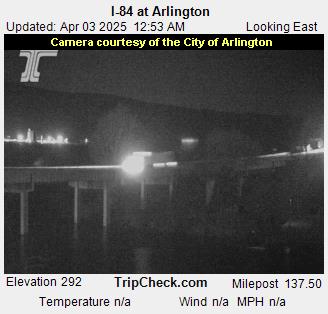 I-84 at Arlington
Updated: Apr 03 2025 12:53 AM Looking East
Camera courtesy of the City of Arlington
Elevation 292 TripCheck.com Milepost 137.50
Temperature n/a Wind n/a MPH n/a